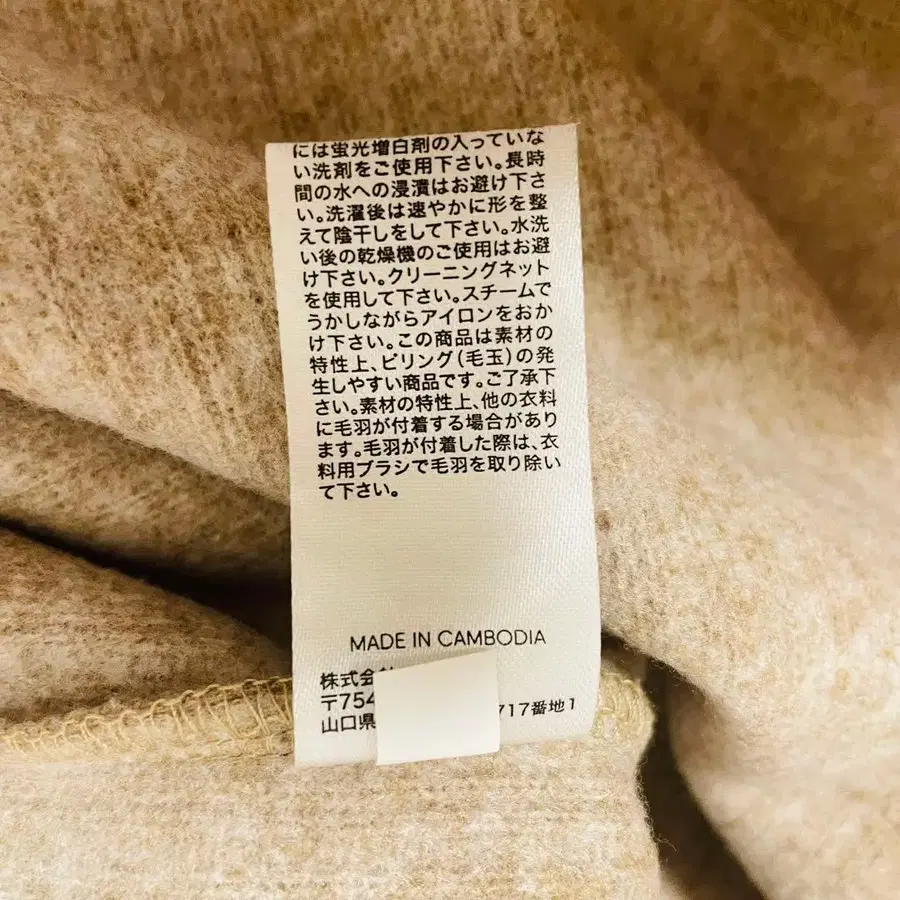 には蛍光増白剤の入っていな
い洗剤をご使用下さい。長時
間の水への浸漬はお避け下さ
い。洗濯後は速やかに形を整
えて陰干しをして下さい。水洗
い後の乾燥機のご使用はお避
け下さい。クリーニングネット
を使用して下さい。スチームで
うかしながらアイロンをおか
け下さい。この商品は素材の
特性上、ピリング(毛玉)の発
生しやすい商品です。ご了承下
さい。素材の特性上、他の衣料
に毛羽が付着する場合があり
ます。毛羽が付着した際は、衣
料用ブラシで毛羽を取り除い
て下さい。
MADE IN CAMBODIA
株式会
〒754
山口県 717番地1